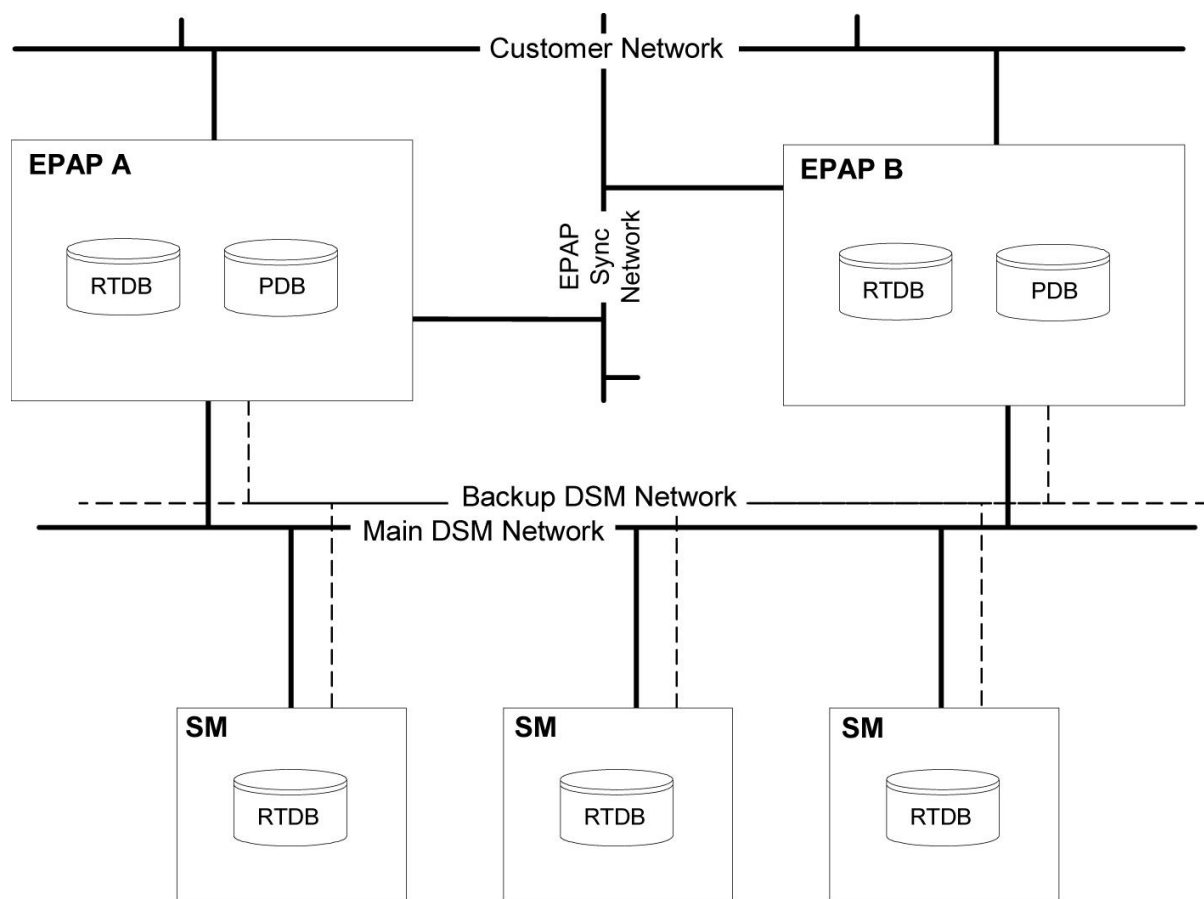 Customer Network
EPAP A
EPAP B
EPAP
Sync
Network
RTDB
PDB
RTDB
PDB
Backup DSM Network
Main DSM Network
SM
SM
SM
RTDB
RTDB
RTDB